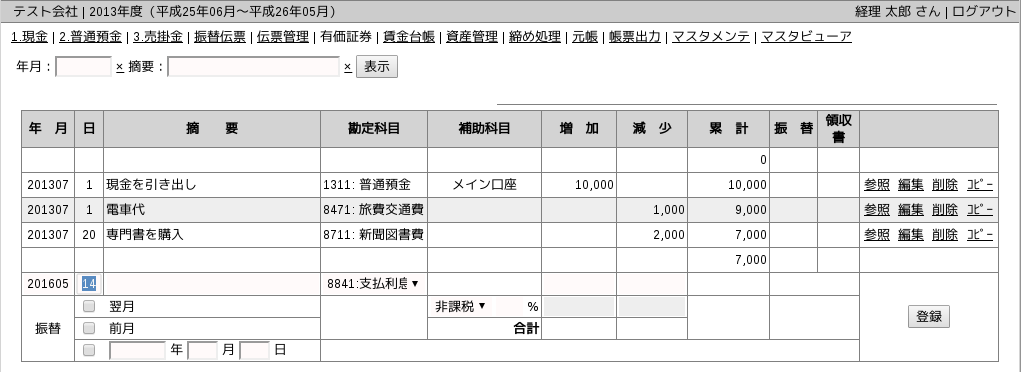 テスト会社 | 2013年度（平成25年06月～平成26年05月） 経理 太郎 さん | ログアウト
1.現金 | 2.普通預金 | 3.売掛金 | 振替伝票 | 伝票管理 | 有価証券 | 賃金台帳 | 資産管理 | 締め処理 | 元帳 | 帳票出力 | マスタメンテ | マスタビューア
年月： × 摘要： × 表示
年　月 日 摘　　要 勘定科目 補助科目 増　加 減　少 累　計 振　替 領収書
0
201307 1 現金を引き出し 1311: 普通預金 メイン口座 10,000 10,000 参照 編集 削除 ｺﾋﾟｰ
201307 1 電車代 8471: 旅費交通費 1,000 9,000 参照 編集 削除 ｺﾋﾟｰ
201307 20 専門書を購入 8711: 新聞図書費 2,000 7,000 参照 編集 削除 ｺﾋﾟｰ
7,000
201605 14 8841:支払利息 ▼
振替 翌月 非課税 ▼ % 登録
前月 合計
年 月 日